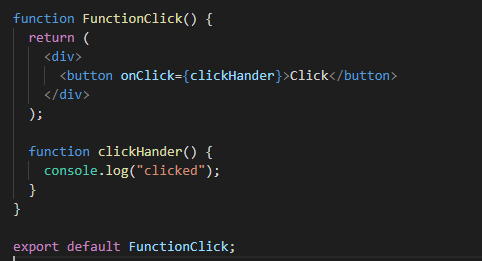 function FunctionClick() {
  return (
    <div>
      <button onClick={clickHander}>Click</button>
    </div>
  );

  function clickHander() {
    console.log("clicked");
  }
}

export default FunctionClick;